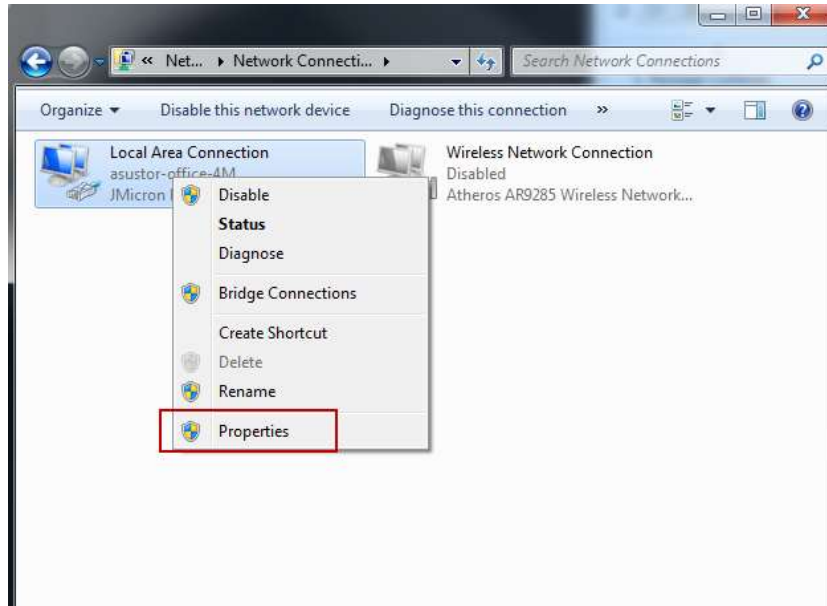 « Net... Network Connecti...
Search Network Connections
Organize Disable this network device Diagnose this connection »
Local Area Connection
asustor-office-4M
JMicron
Wireless Network Connection
Disabled
Atheros AR9285 Wireless Network...
Disable
Status
Diagnose
Bridge Connections
Create Shortcut
Delete
Rename
Properties